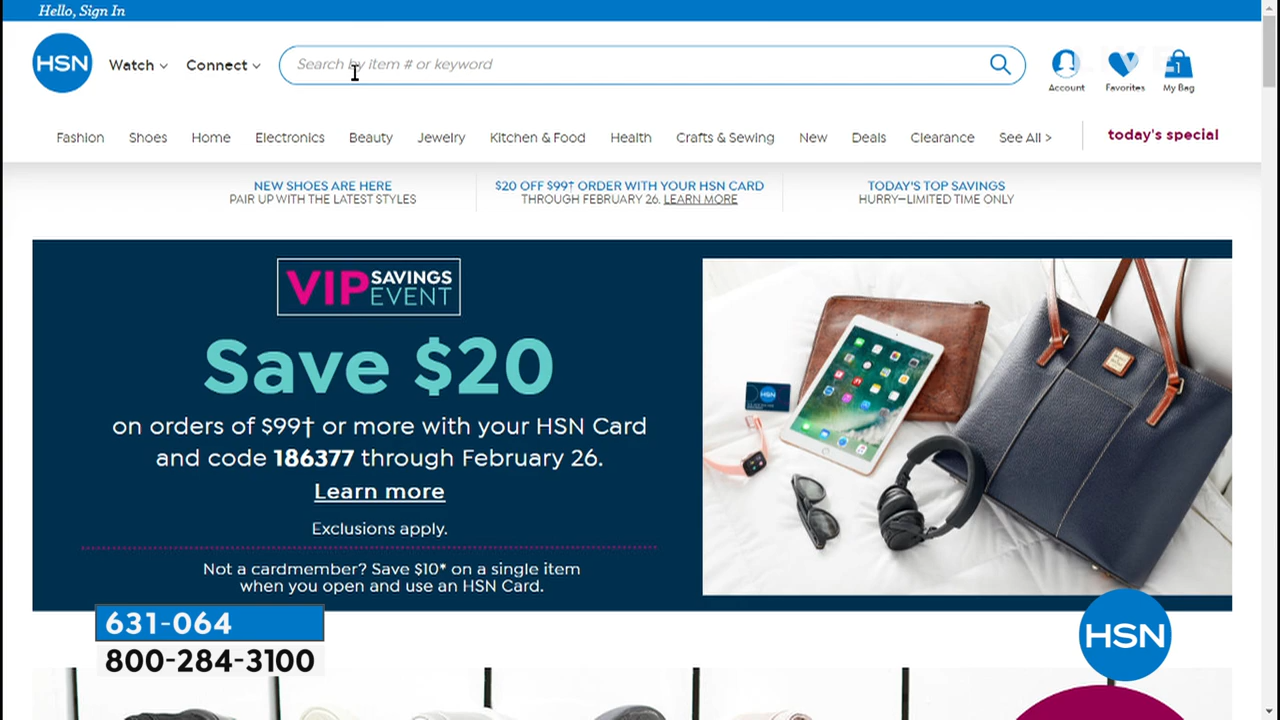 Hello, Sign In
HSN
Watch
Connect
Search by item # or keyword
1
Account
Favorites
My Bag
Fashion
Shoes
Home
Electronics
Beauty
Jewelry
Kitchen & Food
Health
Crafts & Sewing
New
Deals
Clearance
See All >
today's special
NEW SHOES ARE HERE
PAIR UP WITH THE LATEST STYLES
$20 OFF $99† ORDER WITH YOUR HSN CARD
THROUGH FEBRUARY 26. LEARN MORE
TODAY'S TOP SAVINGS
HURRY—LIMITED TIME ONLY
VIP SAVINGS
EVENT
Save $20
on orders of $99† or more with your HSN Card
and code 186377 through February 26.
Learn more
Exclusions apply.
Not a cardmember? Save $10* on a single item
when you open and use an HSN Card.
HSN
631-064
800-284-3100
HSN